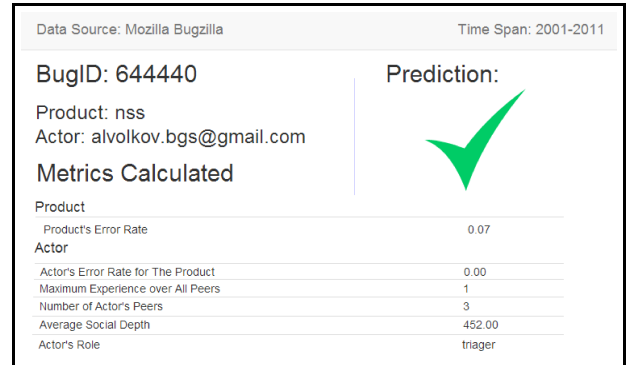 Data Source: Mozilla Bugzilla Time Span: 2001-2011
BugID: 644440 Prediction:
Product: nss
Actor: alvolkov.bgs@gmail.com
Metrics Calculated
Product
Product's Error Rate 0.07
Actor
Actor's Error Rate for The Product 0.00
Maximum Experience over All Peers 1
Number of Actor's Peers 3
Average Social Depth 452.00
Actor's Role triager